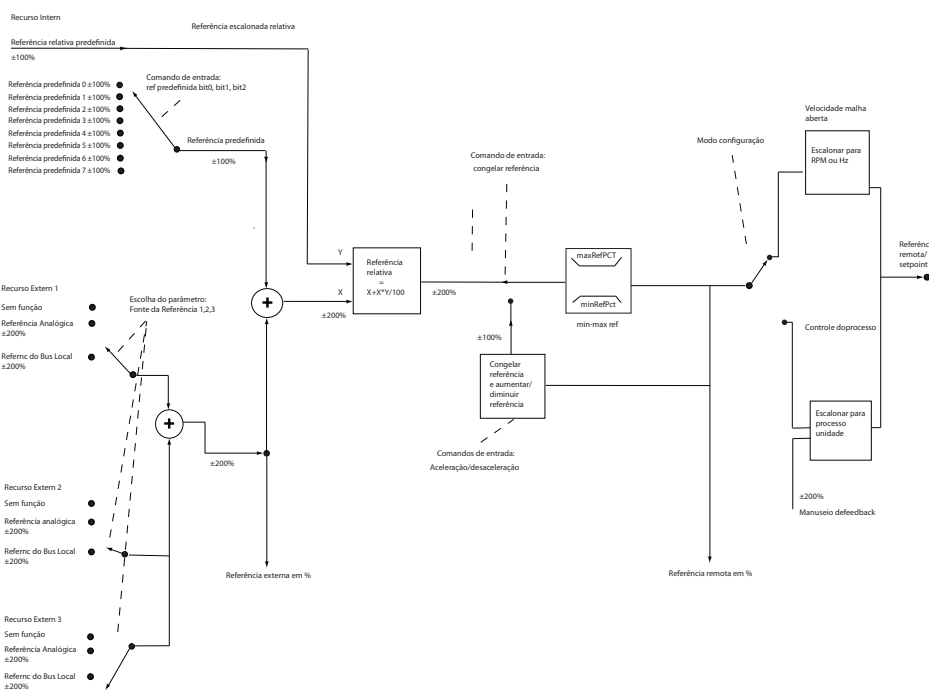 Recurso Intern
Referência escalonada relativa
Referência relativa predefinida
±100%
Comando de entrada:
ref predefinida bit0, bit1, bit2
Referência predefinida 0 ±100%
Referência predefinida 1 ±100%
Referência predefinida 2 ±100%
Referência predefinida 3 ±100%
Referência predefinida 4 ±100%
Referência predefinida 5 ±100%
Referência predefinida 6 ±100%
Referência predefinida 7 ±100%
Referência predefinida
±100%
Velocidade malha
aberta
Escalonar para
RPM ou Hz
Modo configuração
Comando de entrada:
congelar referência
Y
X
±200%
Referência
relativa
=
X+X*Y/100
±200%
maxRefPCT
minRefPct
min-max ref
Referênc
remota/
setpoint
Recurso Extern 1
Sem função
Referência Analógica
±200%
Refernc do Bus Local
±200%
Escolha do parâmetro:
Fonte da Referência 1,2,3
+
+
±200%
±100%
Congelar
referência
e aumentar/
diminuir
referência
Comandos de entrada:
Aceleração/desaceleração
Controle doprocesso
Escalonar para
processo
unidade
±200%
Manuseio defeedback
Recurso Extern 2
Sem função
Referência analógica
±200%
Refernc do Bus Local
±200%
Referência externa em %
Referência remota em %
Recurso Extern 3
Sem função
Referência Analógica
±200%
Refernc do Bus Local
±200%